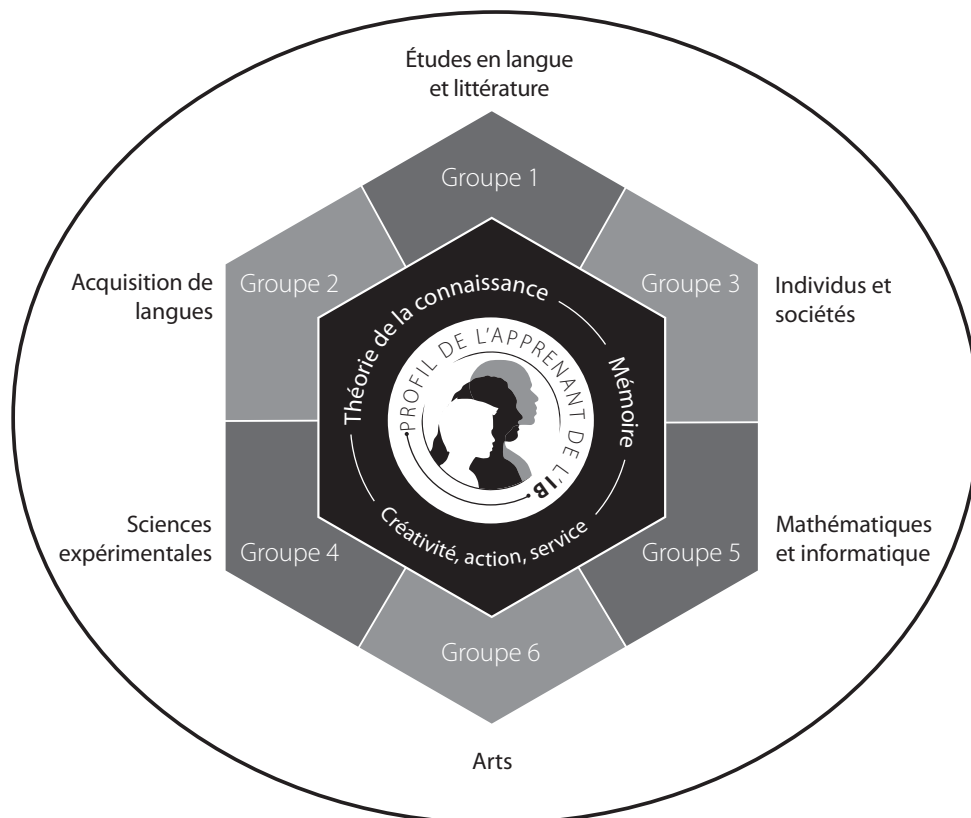 Études en langue
et littérature
Groupe 1
Acquisition de
langues
Groupe 2
Groupe 3
Individus et
sociétés
Théorie de la connaissance
Mémoire
Créativité, action, service
PROFIL DE L’APPRENANT DE L’IB
Sciences
expérimentales
Groupe 4
Groupe 5
Mathématiques
et informatique
Groupe 6
Arts